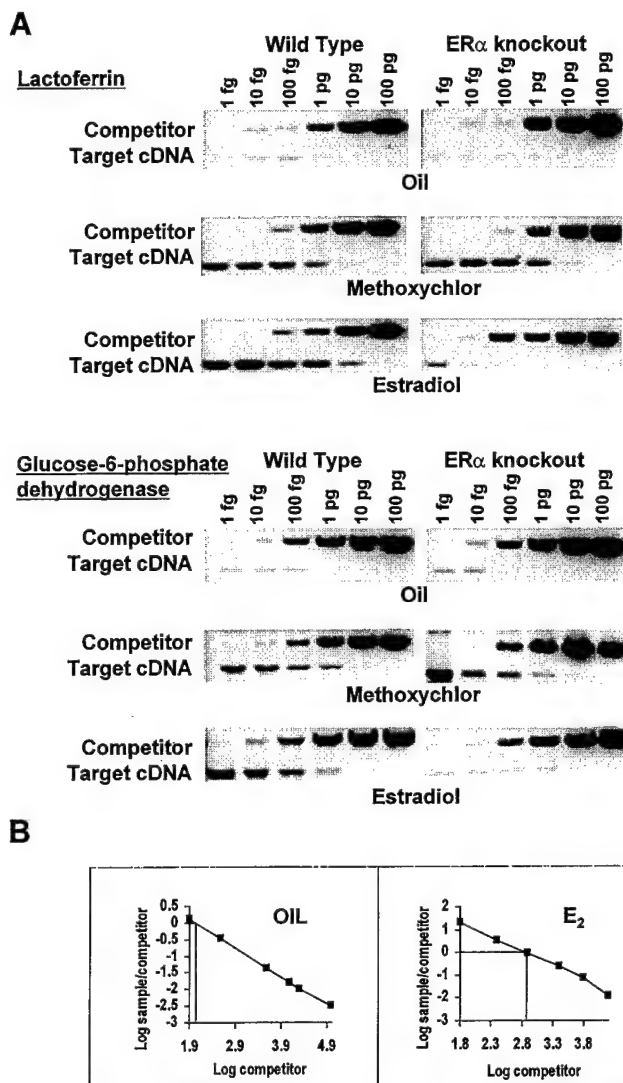 A
Wild Type ERα knockout
Lactoferrin
1 fg 10 fg 100 fg 1 pg 10 pg 100 pg 1 fg 10 fg 100 fg 1 pg 10 pg 100 pg
Competitor
Target cDNA
Oil
Competitor
Target cDNA
Methoxychlor
Competitor
Target cDNA
Estradiol
Glucose-6-phosphate
dehydrogenase
Wild Type ERα knockout
1 fg 10 fg 100 fg 1 pg 10 pg 100 pg 1 fg 10 fg 100 fg 1 pg 10 pg 100 pg
Competitor
Target cDNA
Oil
Competitor
Target cDNA
Methoxychlor
Competitor
Target cDNA
Estradiol
B
OIL
Log sample/competitor
0.5
0
-0.5
-1
-1.5
-2
-2.5
-3
1.9 2.9 3.9 4.9
Log competitor
E2
Log sample/competitor
2
1
0
-1
-2
-3
1.8 2.3 2.8 3.3 3.8
Log competitor